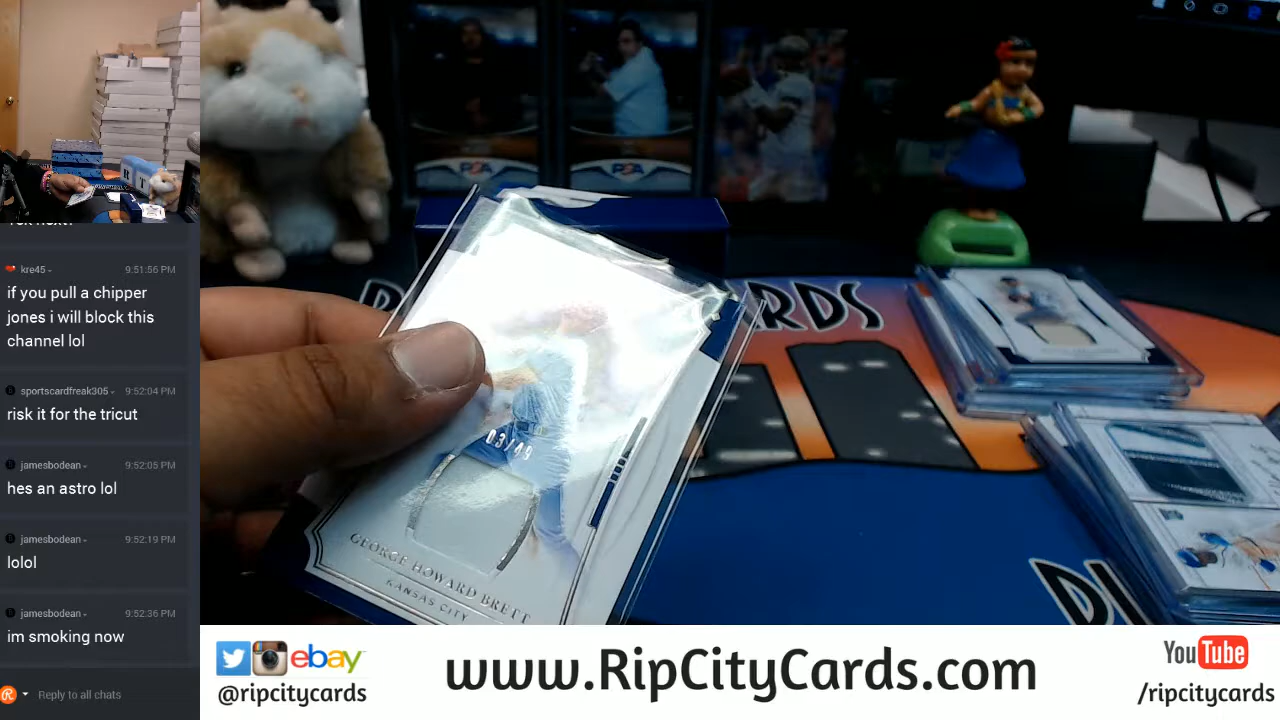 kre45
9:51:56 PM
if you pull a chipper
jones i will block this
channel lol
sportscardfreak305
9:52:04 PM
risk it for the tricut
jamesbodean
9:52:05 PM
hes an astro lol
jamesbodean
9:52:19 PM
lolol
jamesbodean
9:52:36 PM
im smoking now
Reply to all chats
PSA
PSA
03/49
GEORGE HOWARD BRETT
KANSAS CITY
ebay
@ripcitycards
www.RipCityCards.com
YouTube
/ripcitycards